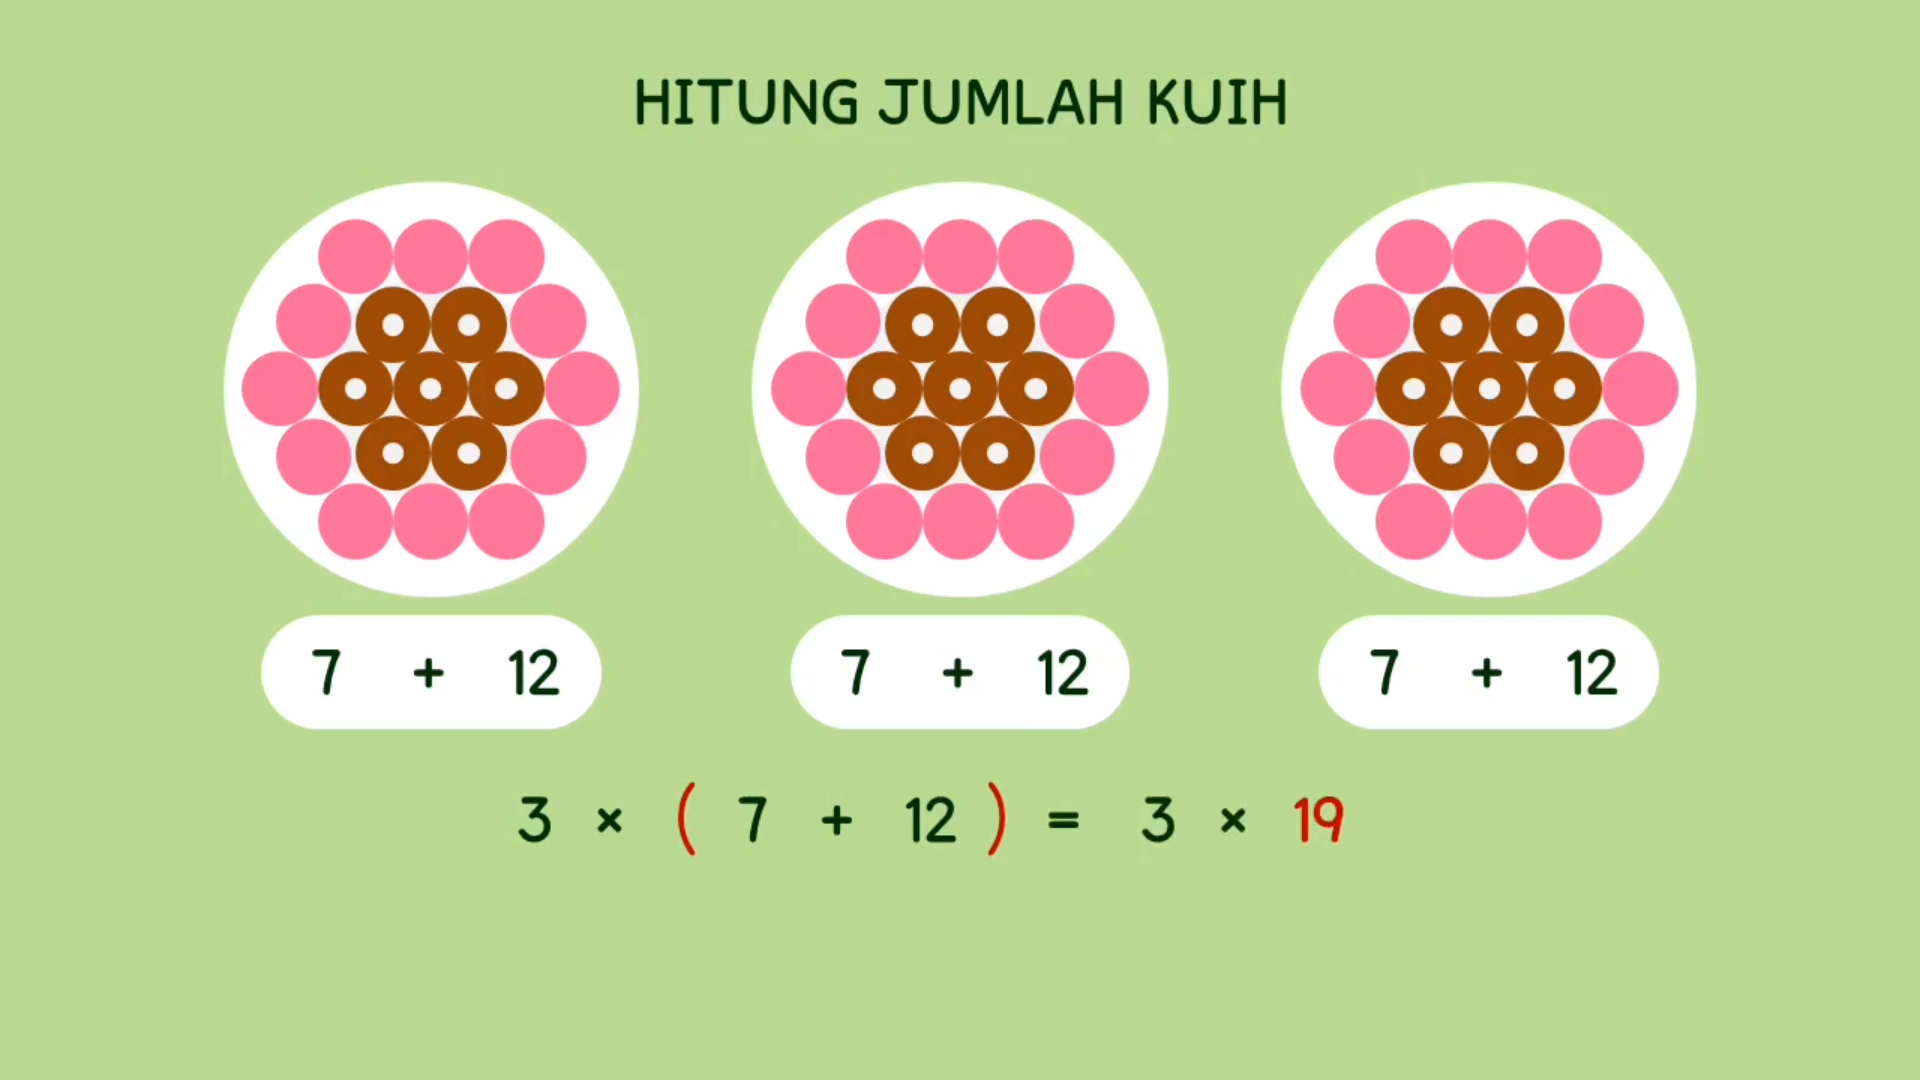 HITUNG JUMLAH KUIH
7 + 12
7 + 12
7 + 12
3 × ( 7 + 12 ) = 3 × 19